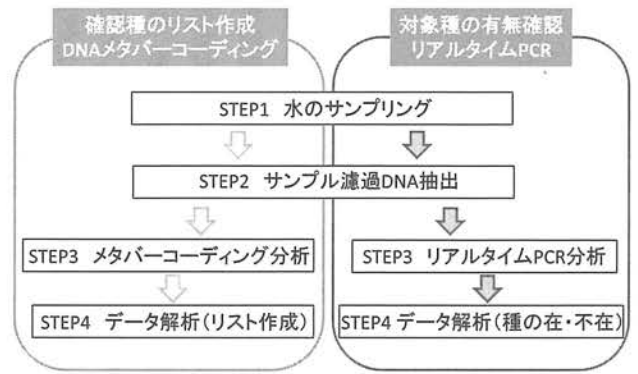 確認種のリスト作成
DNAメタバーコーディング
対象種の有無確認
リアルタイムPCR
STEP1 水のサンプリング
STEP2 サンプル濾過DNA抽出
STEP3 メタバーコーディング分析
STEP3 リアルタイムPCR分析
STEP4 データ解析(リスト作成)
STEP4 データ解析(種の在・不在)